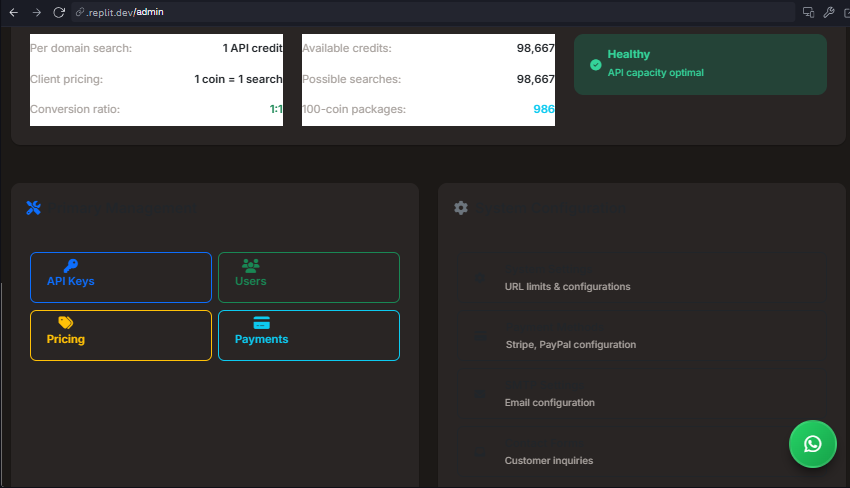 .replit.dev/admin
Per domain search: 1 API credit
Client pricing: 1 coin = 1 search
Conversion ratio: 1:1
Available credits: 98,667
Possible searches: 98,667
100-coin packages: 986
Healthy
API capacity optimal
API Keys
Users
Pricing
Payments
URL limits & configurations
Stripe, PayPal configuration
Email configuration
Customer inquiries